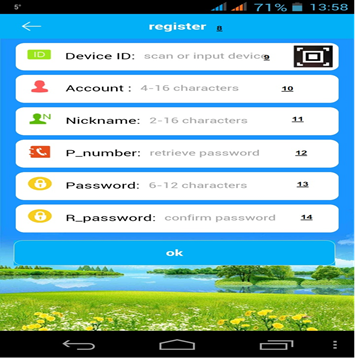 5° 71% 13:58
register 8
ID Device ID: scan or input device 9
Account : 4-16 characters 10
N Nickname: 2-16 characters 11
P_number: retrieve password 12
Password: 6-12 characters 13
R_password: confirm password 14
ok